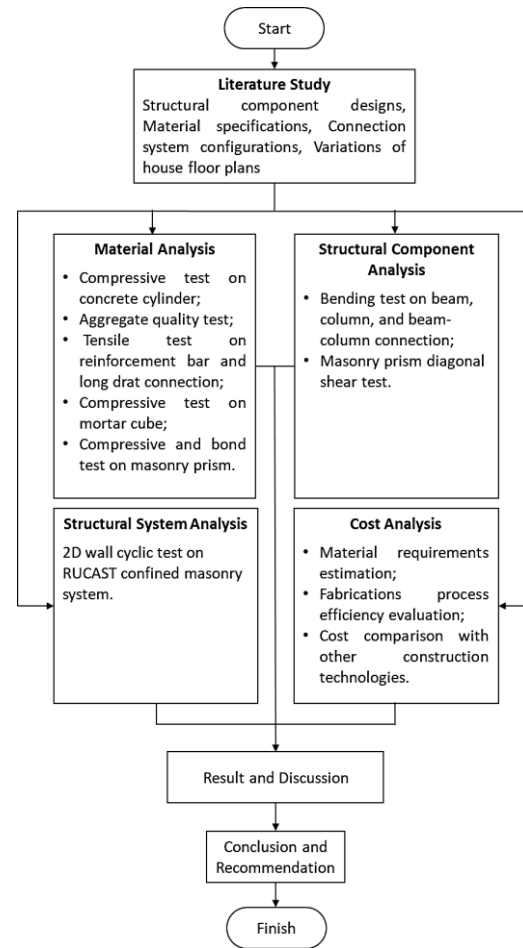 Start
Literature Study
Structural component designs,
Material specifications, Connection
system configurations, Variations of
house floor plans
Material Analysis
• Compressive test on
concrete cylinder;
• Aggregate quality test;
• Tensile test on
reinforcement bar and
long drat connection;
• Compressive test on
mortar cube;
• Compressive and bond
test on masonry prism.
Structural Component
Analysis
• Bending test on beam,
column, and beam-
column connection;
• Masonry prism diagonal
shear test.
Structural System Analysis
2D wall cyclic test on
RUCAST confined masonry
system.
Cost Analysis
• Material requirements
estimation;
• Fabrications process
efficiency evaluation;
• Cost comparison with
other construction
technologies.
Result and Discussion
Conclusion and
Recommendation
Finish